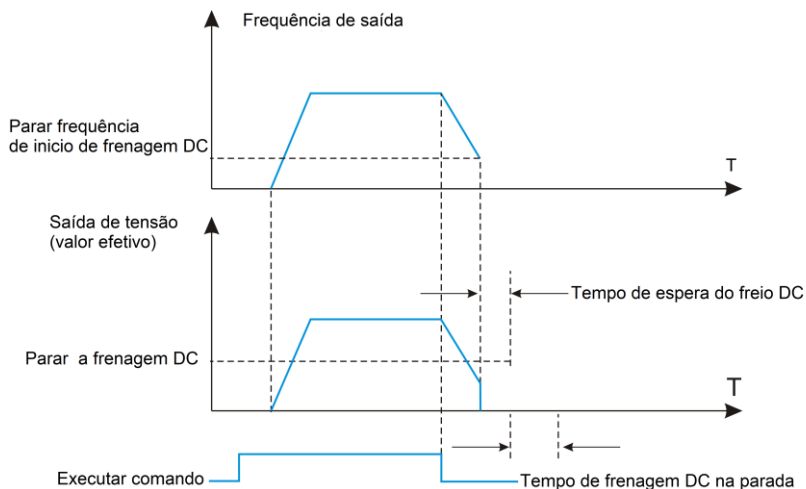 Frequência de saída
Parar frequência
de inicio de frenagem DC
T
Saída de tensão
(valor efetivo)
Tempo de espera do freio DC
Parar a frenagem DC
T
Executar comando
Tempo de frenagem DC na parada